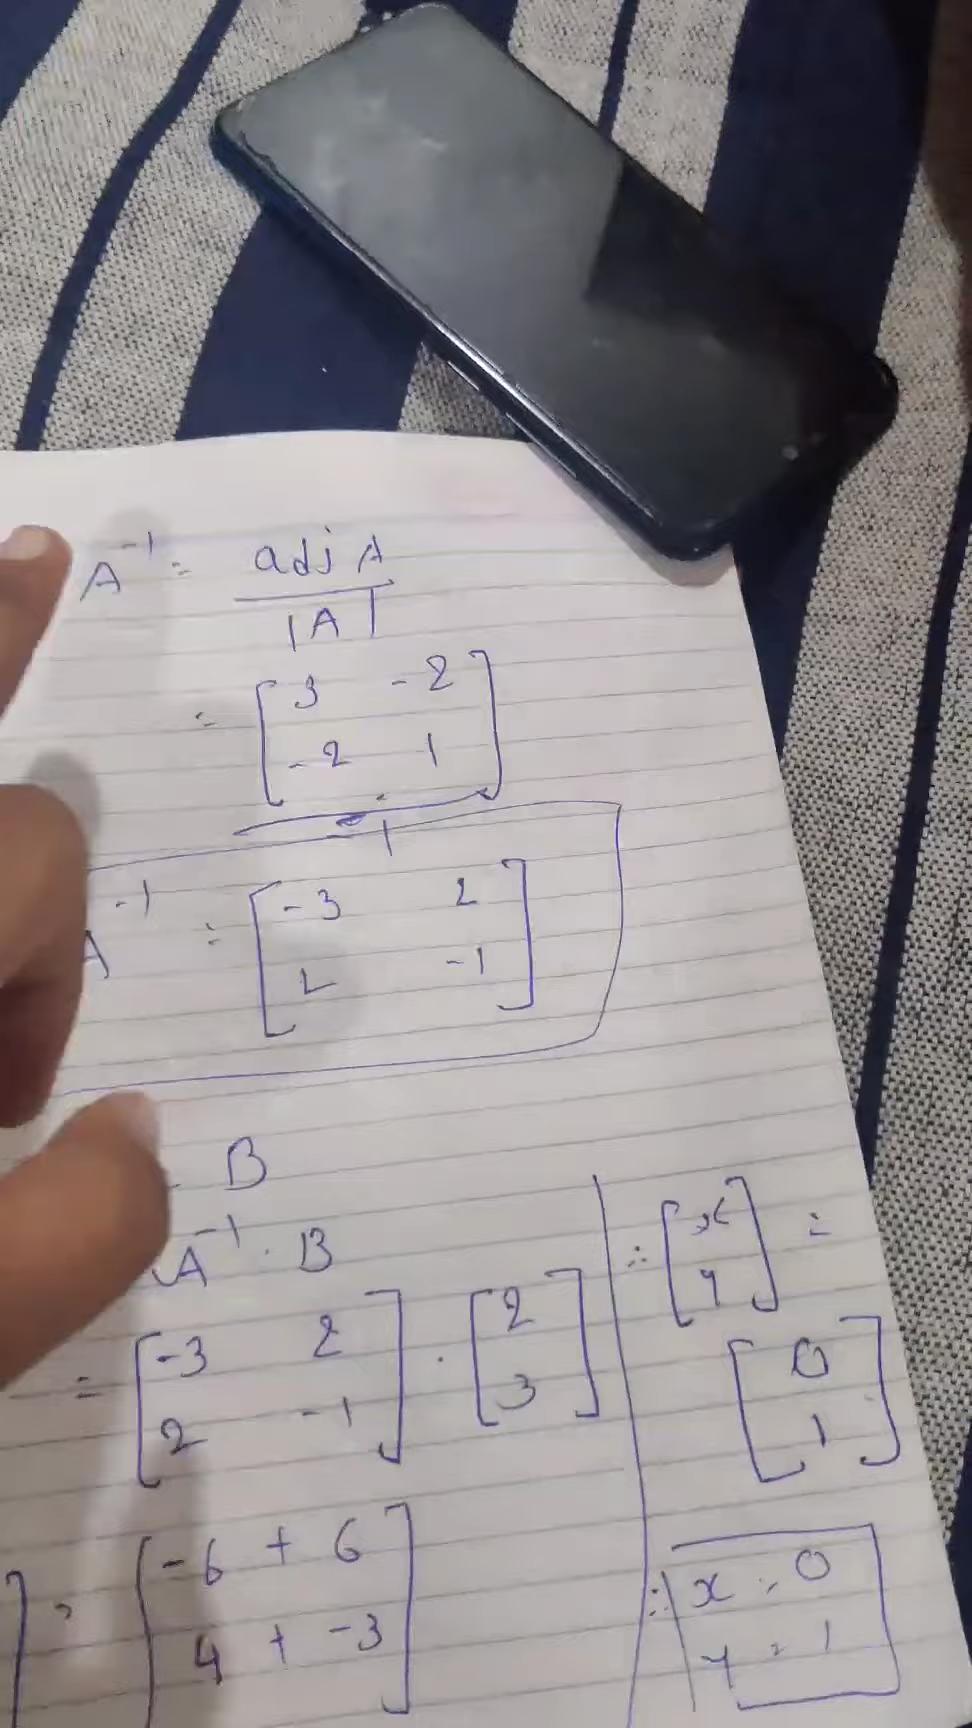 A⁻¹ = adj A
|A|
= [ 3 -2
-2 1 ]
-1
A⁻¹ = [ -3 2
2 -1 ]
B
A⁻¹ · B
= [ -3 2
2 -1 ] · [ 2
3 ]
] = [ -6 + 6
4 + -3 ]
∴ [ x
y ] =
[ 0
1 ]
∴ x = 0
y = 1